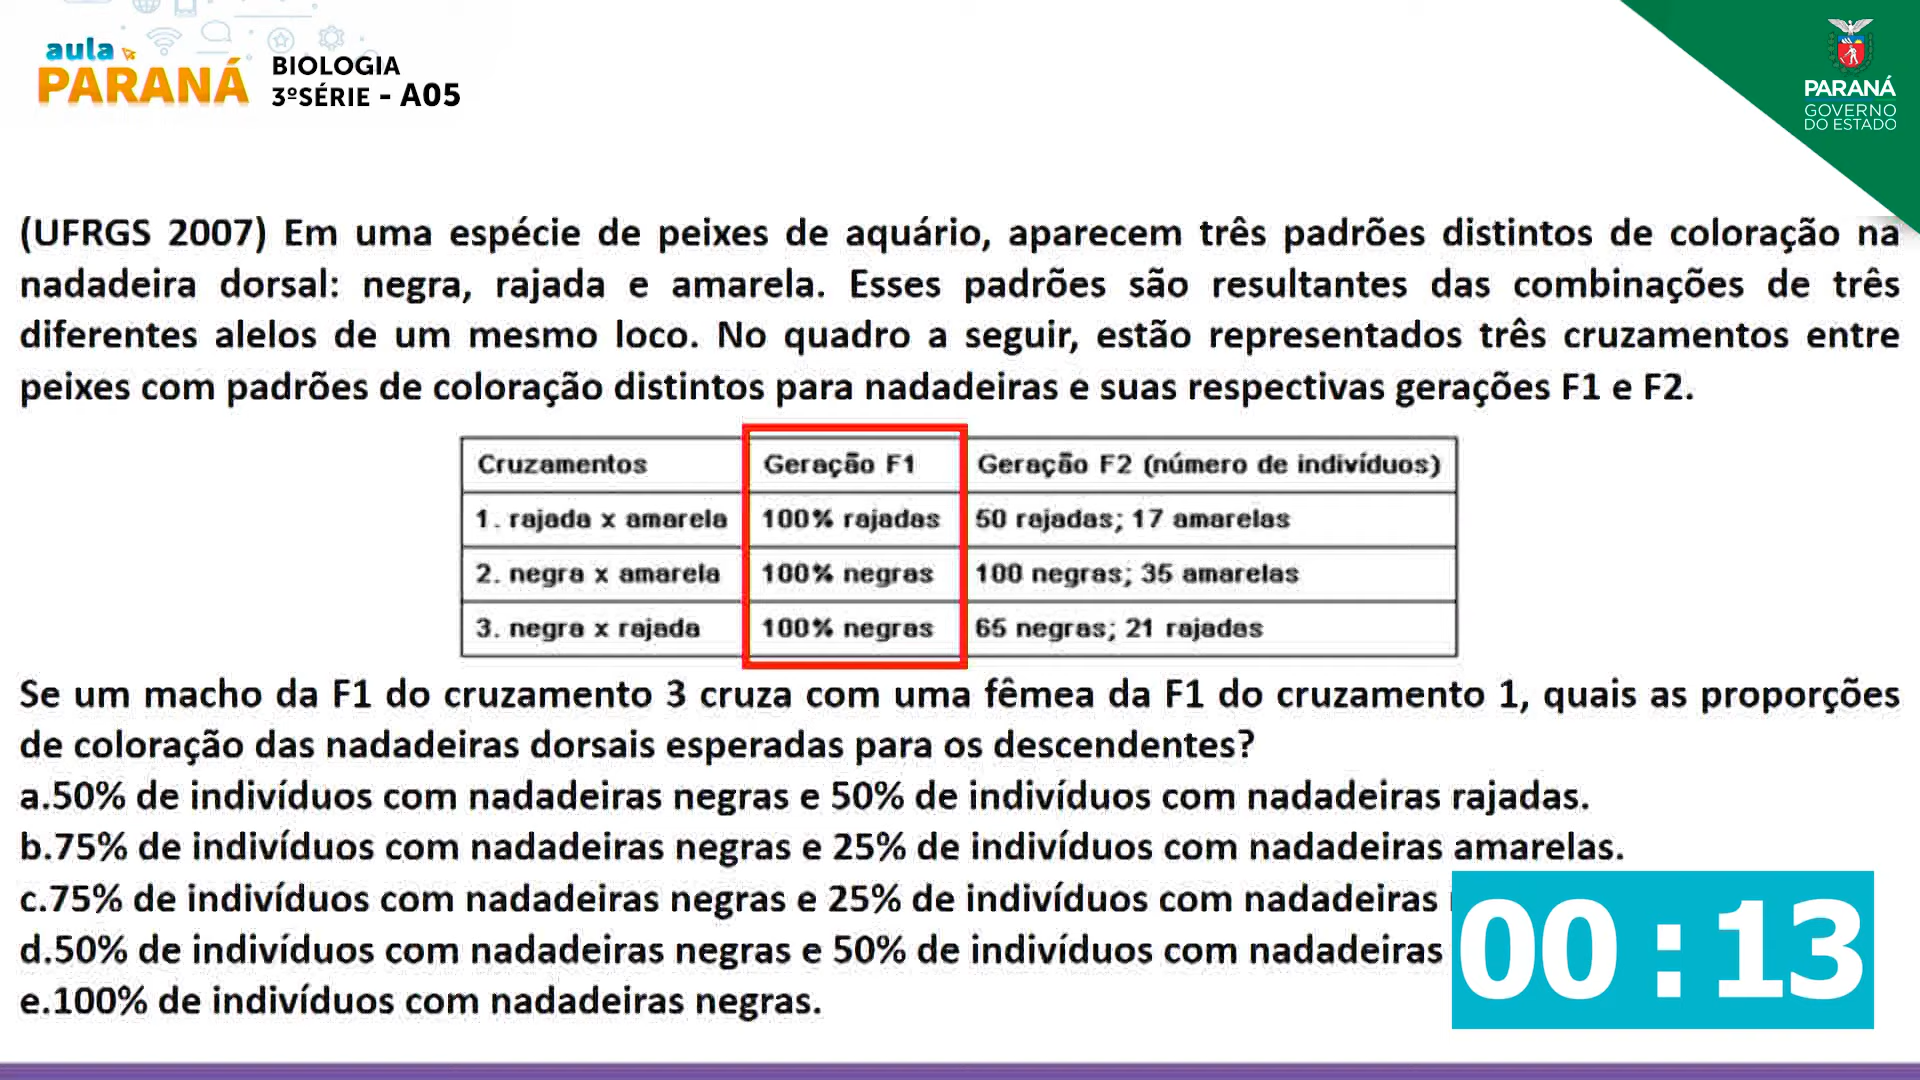 aula
PARANÁ
BIOLOGIA
3ºSÉRIE - A05
PARANÁ
GOVERNO
DO ESTADO
(UFRGS 2007) Em uma espécie de peixes de aquário, aparecem três padrões distintos de coloração na
nadadeira dorsal: negra, rajada e amarela. Esses padrões são resultantes das combinações de três
diferentes alelos de um mesmo loco. No quadro a seguir, estão representados três cruzamentos entre
peixes com padrões de coloração distintos para nadadeiras e suas respectivas gerações F1 e F2.
Cruzamentos Geração F1 Geração F2 (número de indivíduos)
1. rajada x amarela 100% rajadas 50 rajadas; 17 amarelas
2. negra x amarela 100% negras 100 negras; 35 amarelas
3. negra x rajada 100% negras 65 negras; 21 rajadas
Se um macho da F1 do cruzamento 3 cruza com uma fêmea da F1 do cruzamento 1, quais as proporções
de coloração das nadadeiras dorsais esperadas para os descendentes?
a.50% de indivíduos com nadadeiras negras e 50% de indivíduos com nadadeiras rajadas.
b.75% de indivíduos com nadadeiras negras e 25% de indivíduos com nadadeiras amarelas.
c.75% de indivíduos com nadadeiras negras e 25% de indivíduos com nadadeiras
d.50% de indivíduos com nadadeiras negras e 50% de indivíduos com nadadeiras
e.100% de indivíduos com nadadeiras negras.
00:13